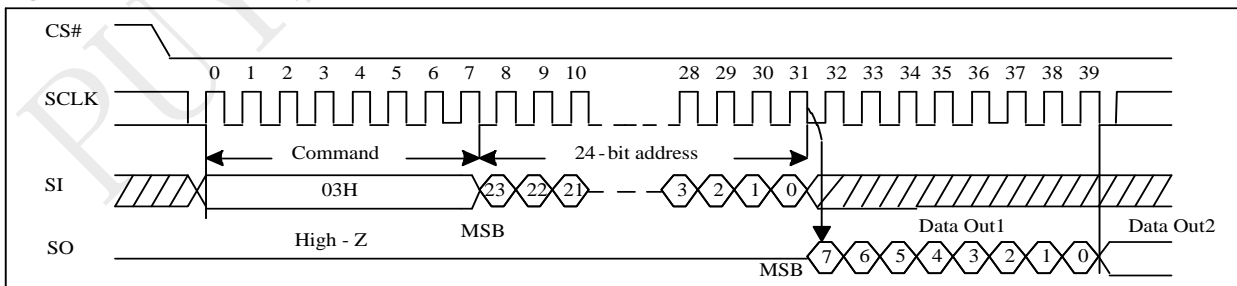 PUY
CS#
0 1 2 3 4 5 6 7 8 9 10 28 29 30 31 32 33 34 35 36 37 38 39
SCLK
Command 24-bit address
SI 03H 23 22 21 3 2 1 0
MSB Data Out1 Data Out2
High - Z
SO
MSB 7 6 5 4 3 2 1 0